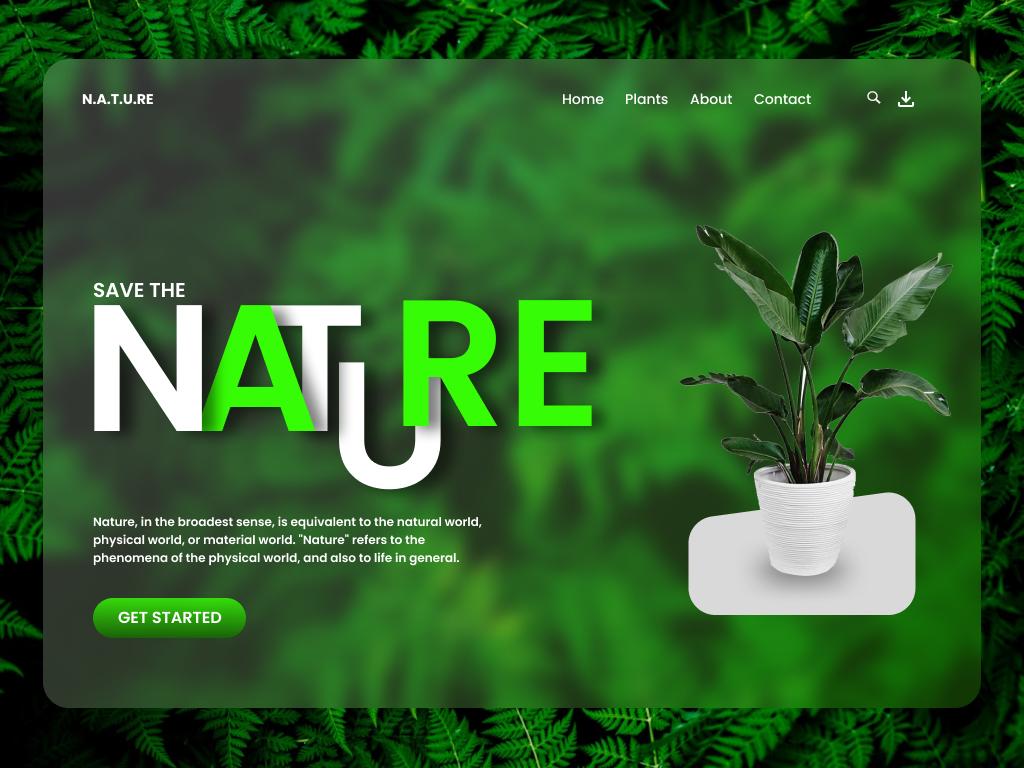 N.A.T.U.RE
Home Plants About Contact
SAVE THE
NATURE
Nature, in the broadest sense, is equivalent to the natural world,
physical world, or material world. "Nature" refers to the
phenomena of the physical world, and also to life in general.
GET STARTED